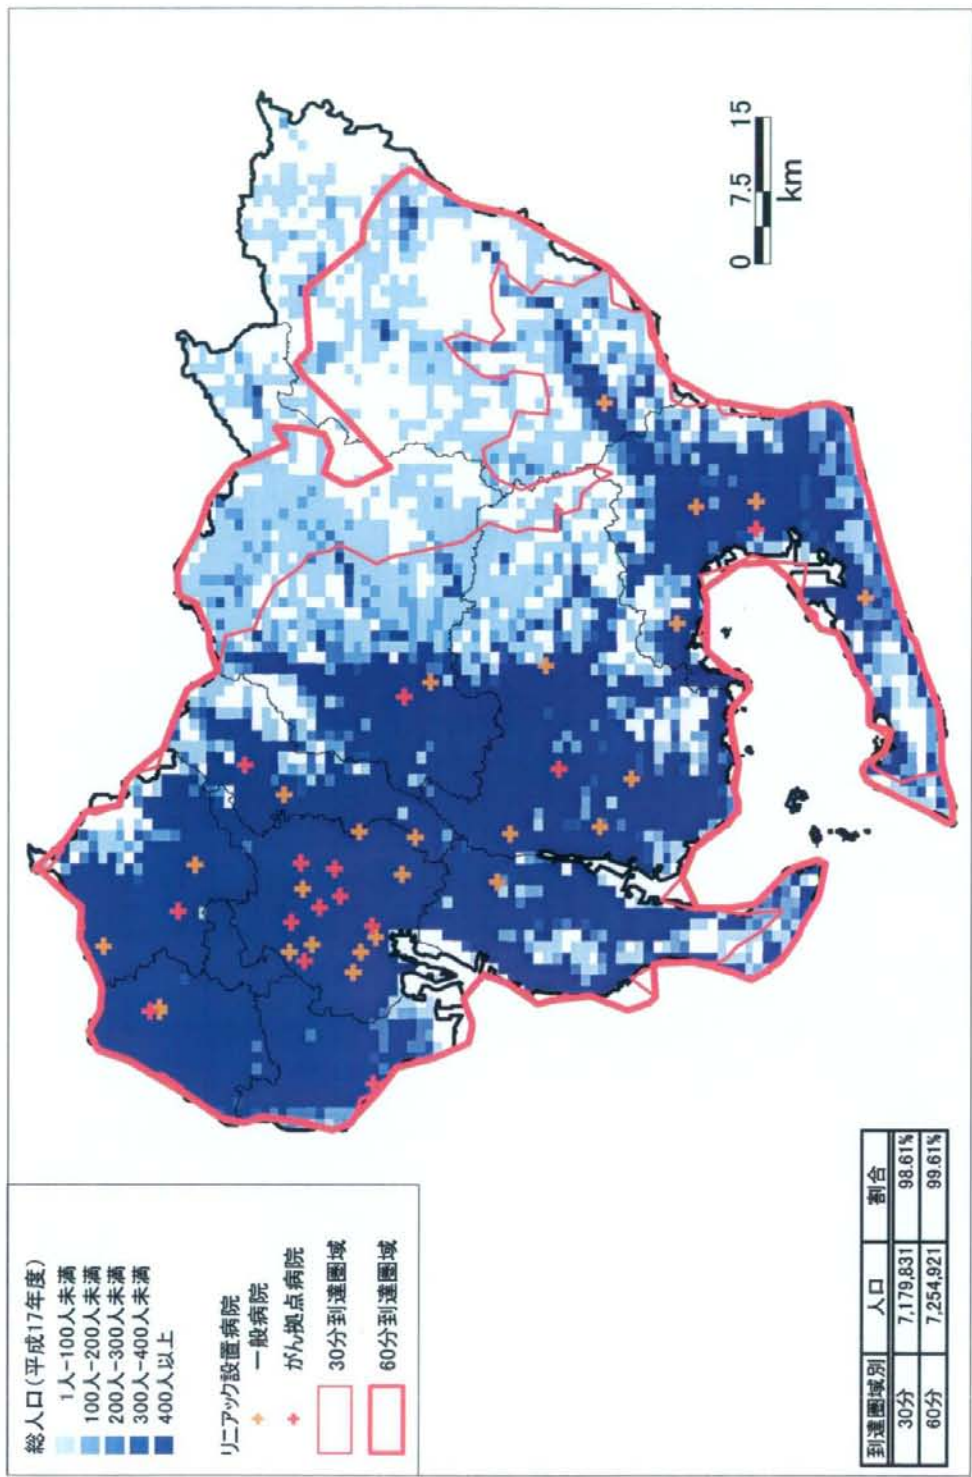 総人口(平成17年度)
1人-100人未満
100人-200人未満
200人-300人未満
300人-400人未満
400人以上
リニアック設置病院
一般病院
がん拠点病院
30分到達圏域
60分到達圏域
0 7.5 15
km
到達圏域別 人口 割合
30分 7,179,831 98.61%
60分 7,254,921 99.61%